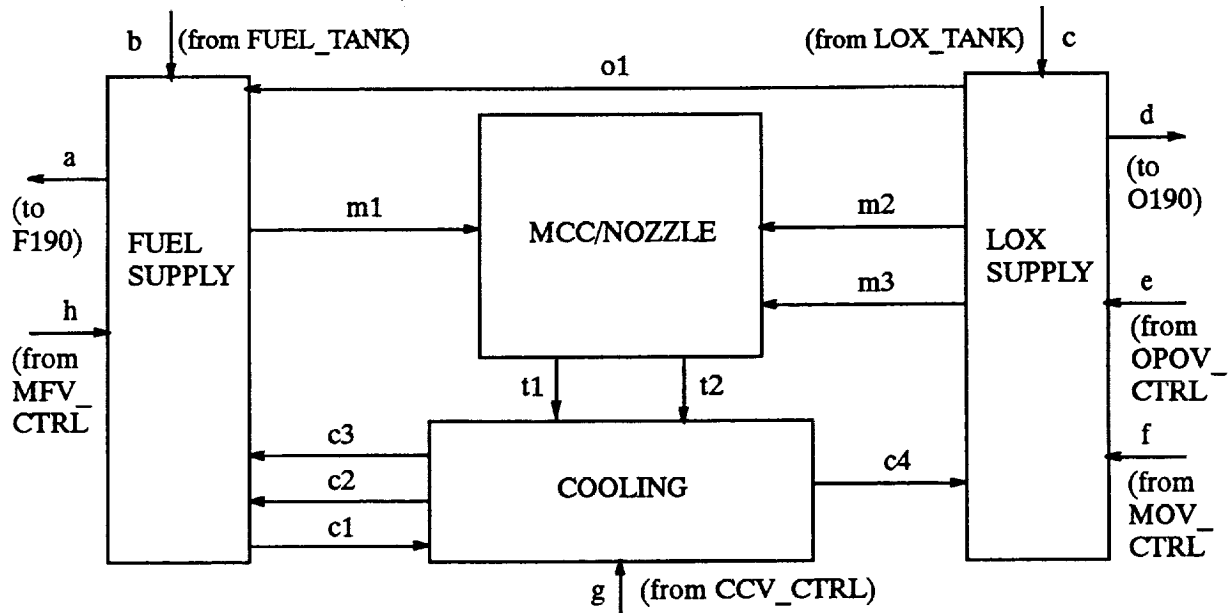 b
(from FUEL_TANK)
(from LOX_TANK)
c
o1
a
(to
F190)
d
(to
O190)
m1
MCC/NOZZLE
m2
FUEL
SUPPLY
LOX
SUPPLY
m3
h
(from
MFV_
CTRL
e
(from
OPOV_
CTRL
t1
t2
c3
c2
c1
COOLING
c4
f
(from
MOV_
CTRL)
g
(from CCV_CTRL)